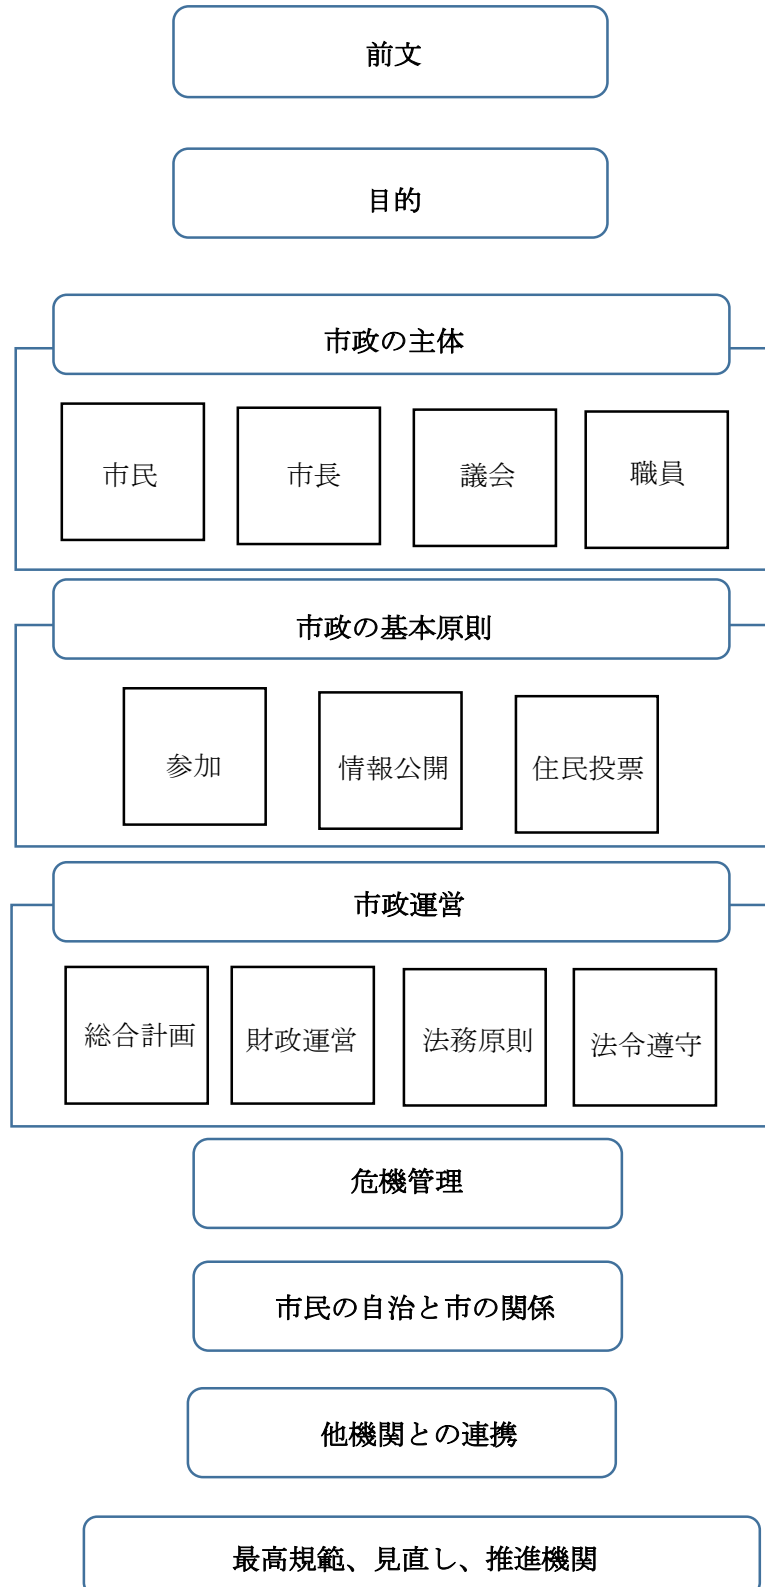 前文
目的
市政の主体
市民
市長
議会
職員
市政の基本原則
参加
情報公開
住民投票
市政運営
総合計画
財政運営
法務原則
法令遵守
危機管理
市民の自治と市の関係
他機関との連携
最高規範、見直し、推進機関